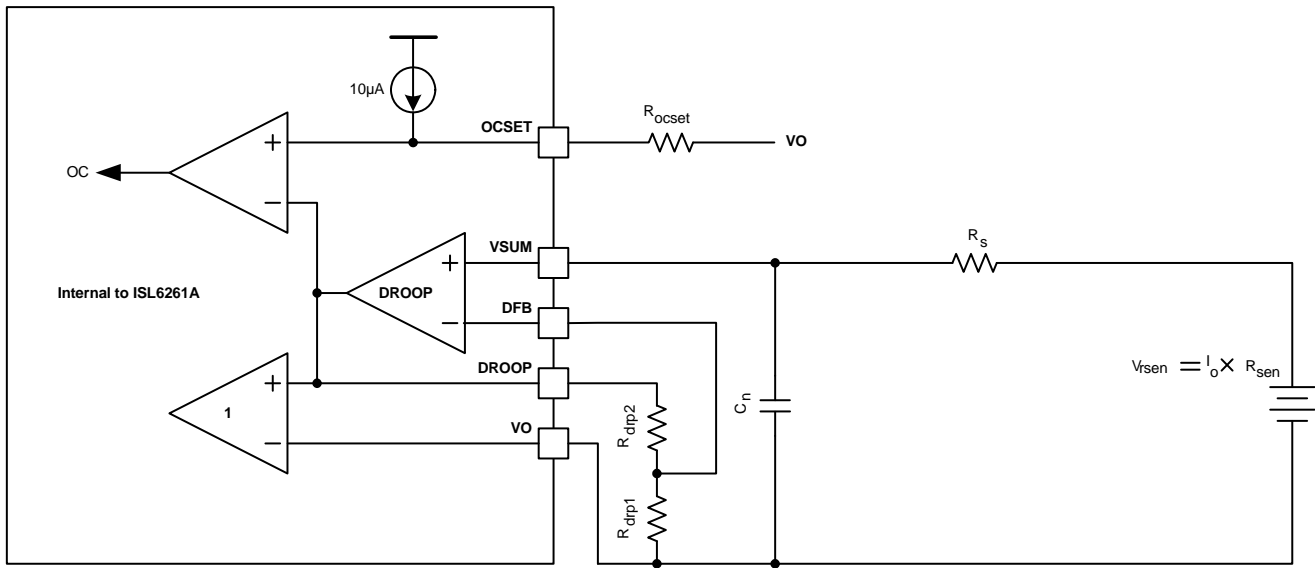 10µA
OCSET
R ocset
VO
+
−
OC
VSUM
R s
Internal to ISL6261A
+
−
DROOP
DFB
DROOP
Vrsen = I o × R sen
+
−
1
VO
R drp2
C n
R drp1